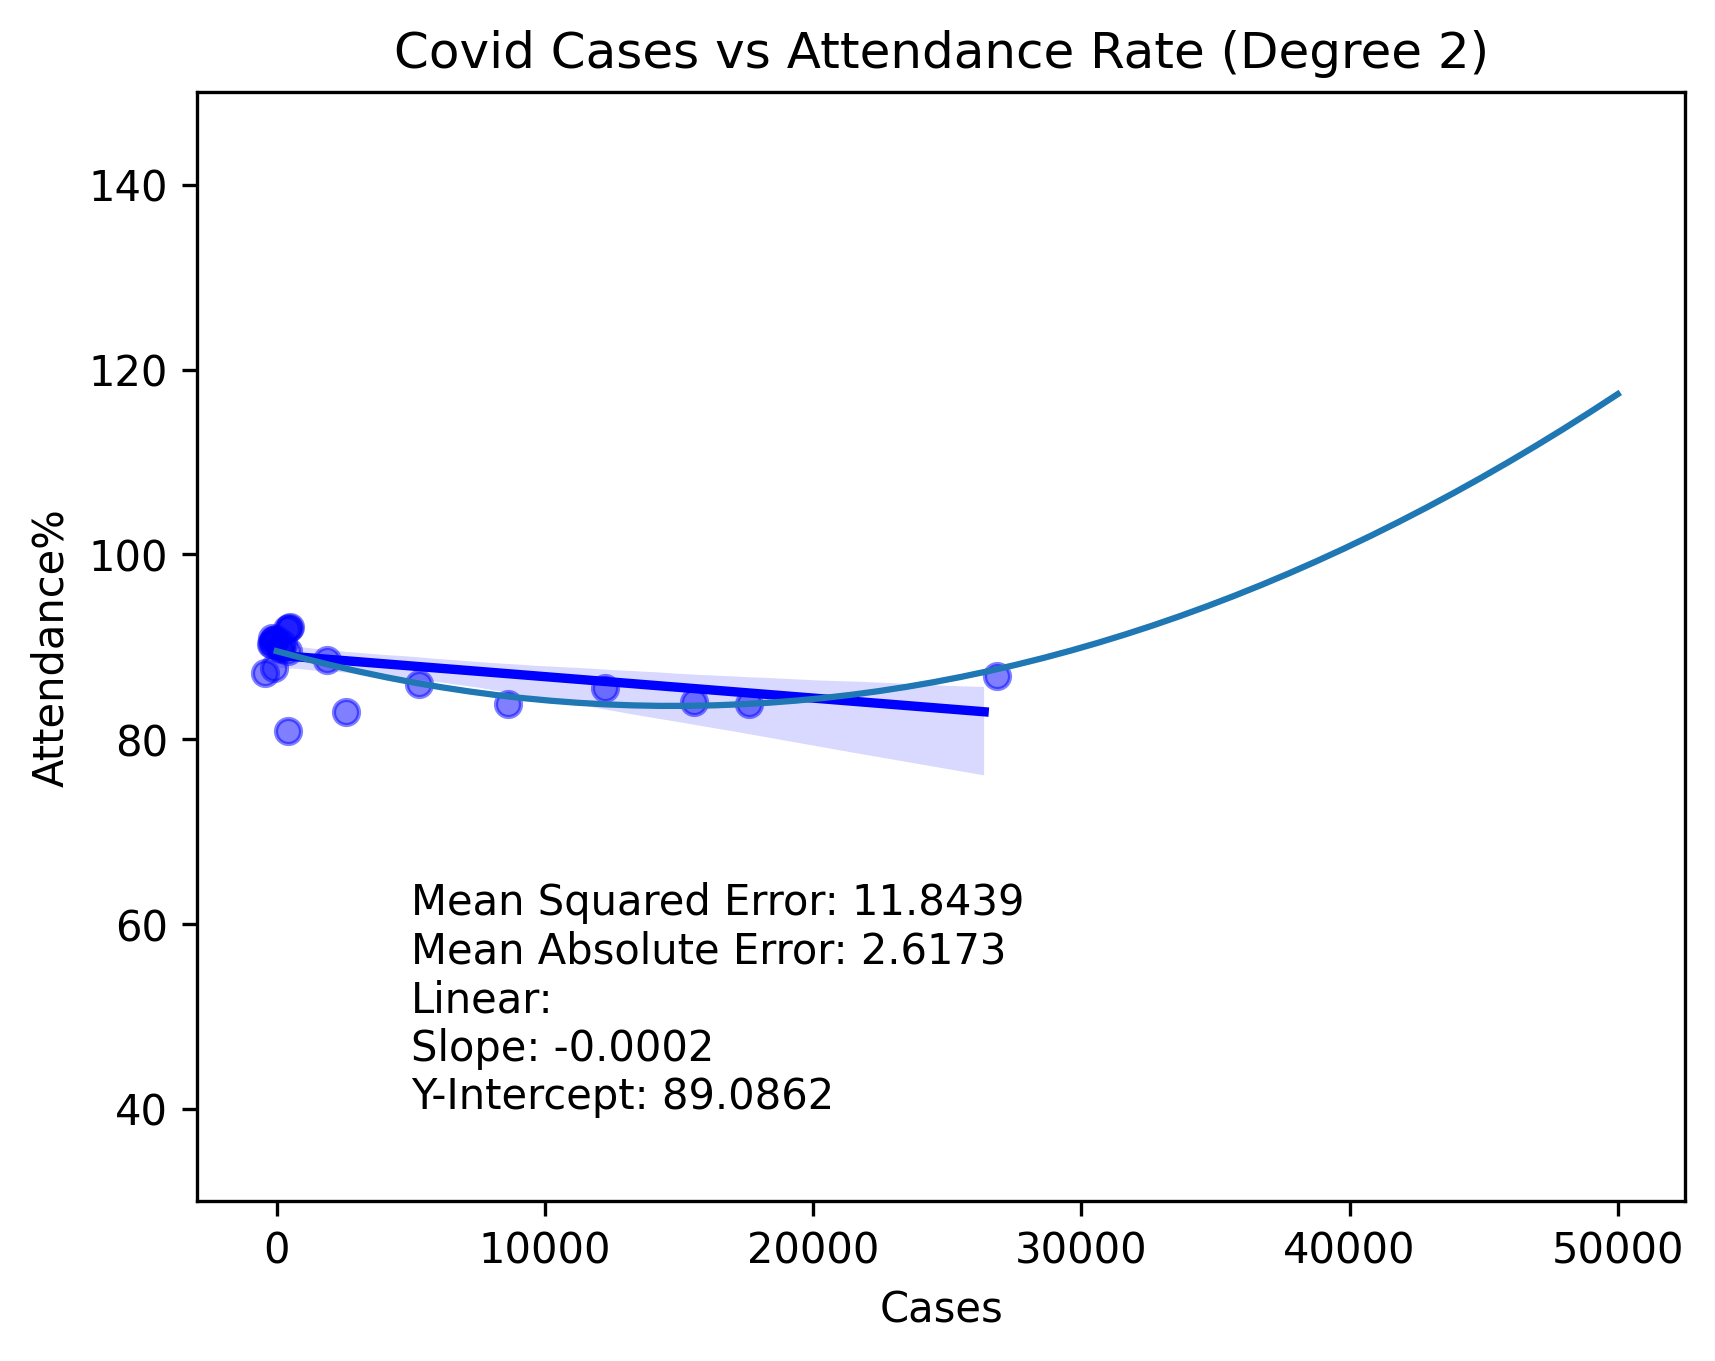 Covid Cases vs Attendance Rate (Degree 2)
140
120
100
80
60
40
Attendance%
Mean Squared Error: 11.8439
Mean Absolute Error: 2.6173
Linear:
Slope: -0.0002
Y-Intercept: 89.0862
0 10000 20000 30000 40000 50000
Cases